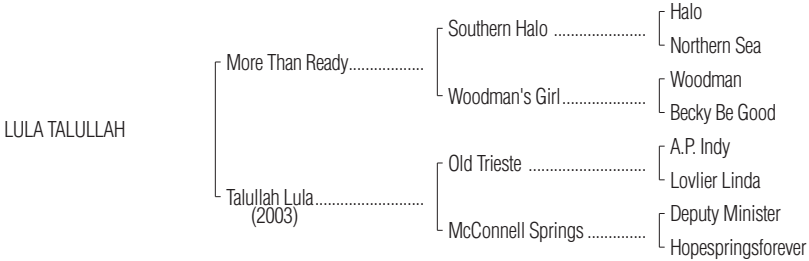 Halo
Southern Halo ......................
Northern Sea
More Than Ready..................
Woodman
Woodman's Girl....................
Becky Be Good
LULA TALULLAH
A.P. Indy
Old Trieste ............................
Lovlier Linda
Talullah Lula..........................
(2003)
Deputy Minister
McConnell Springs ..............
Hopespringsforever